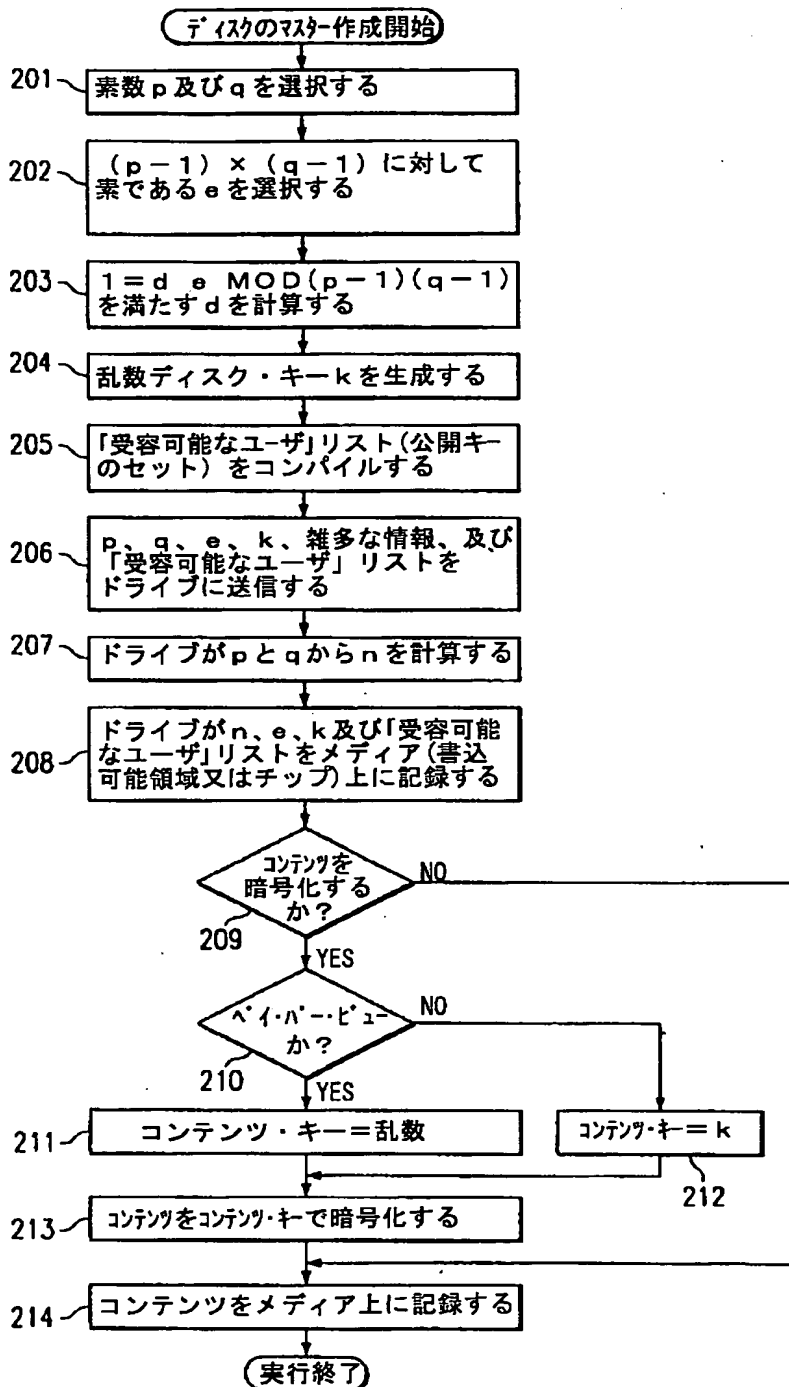 ディスクのマスター作成開始
201
素数p及びqを選択する
202
(p-1)×(q-1)に対して
素であるeを選択する
203
1=d e MOD(p-1)(q-1)
を満たすdを計算する
204
乱数ディスク・キーkを生成する
205
「受容可能なユーザ」リスト(公開キー
のセット)をコンパイルする
206
p、q、e、k、雑多な情報、及び
「受容可能なユーザ」リストを
ドライブに送信する
207
ドライブがpとqからnを計算する
208
ドライブがn、e、k及び「受容可能
なユーザ」リストをメディア(書込
可能領域又はチップ)上に記録する
コンテンツを
暗号化する
か?
NO
209
YES
ペイ・パー・ビュー
か?
NO
210
YES
211
コンテンツ・キー=乱数
コンテンツ・キー=k
212
213
コンテンツをコンテンツ・キーで暗号化する
214
コンテンツをメディア上に記録する
実行終了